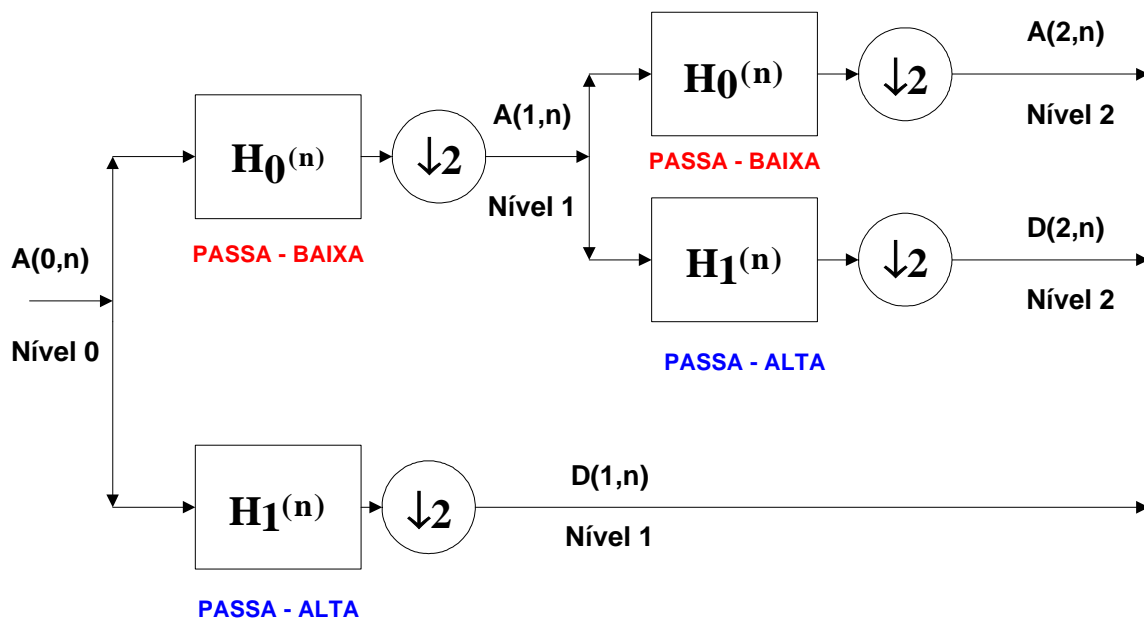 A(2,n)
H0(n)
↓2
Nível 2
A(1,n)
PASSA - BAIXA
H0(n)
↓2
Nível 1
PASSA - BAIXA
D(2,n)
H1(n)
↓2
Nível 2
PASSA - ALTA
A(0,n)
Nível 0
D(1,n)
H1(n)
↓2
Nível 1
PASSA - ALTA